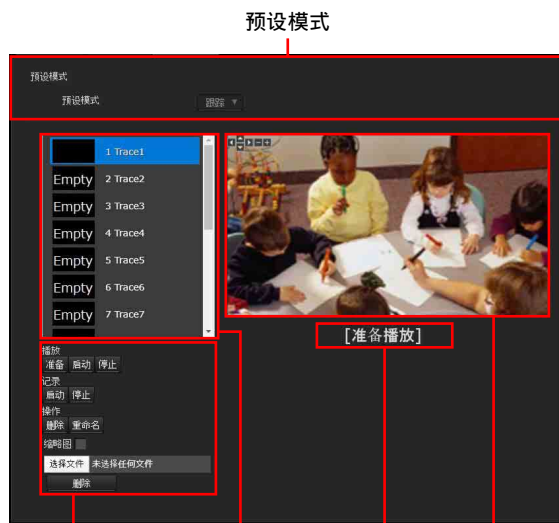 预设模式
预设模式
预设模式
跟踪 ▼
1 Trace1
Empty 2 Trace2
Empty 3 Trace3
Empty 4 Trace4
Empty 5 Trace5
Empty 6 Trace6
Empty 7 Trace7
[准备播放]
播放
准备 启动 停止
记录
启动 停止
操作
删除 重命名
缩略图
选择文件 未选择任何文件
删除